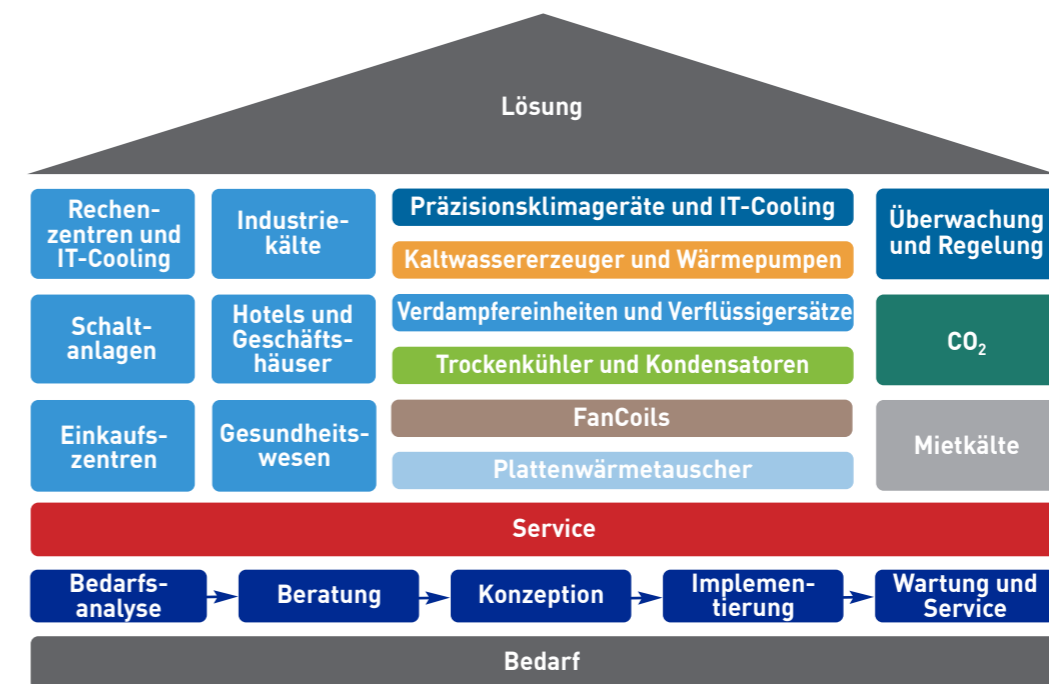 Lösung
Rechen-
zentren und
IT-Cooling
Industrie-
kälte
Präzisionsklimageräte und IT-Cooling
Kaltwassererzeuger und Wärmepumpen
Überwachung
und Regelung
Schalt-
anlagen
Hotels und
Geschäfts-
häuser
Verdampfereinheiten und Verflüssigersätze
Trockenkühler und Kondensatoren
CO₂
Einkaufs-
zentren
Gesundheits-
wesen
FanCoils
Plattenwärmetauscher
Mietkälte
Service
Bedarfs-
analyse
Beratung
Konzeption
Implemen-
tierung
Wartung und
Service
Bedarf